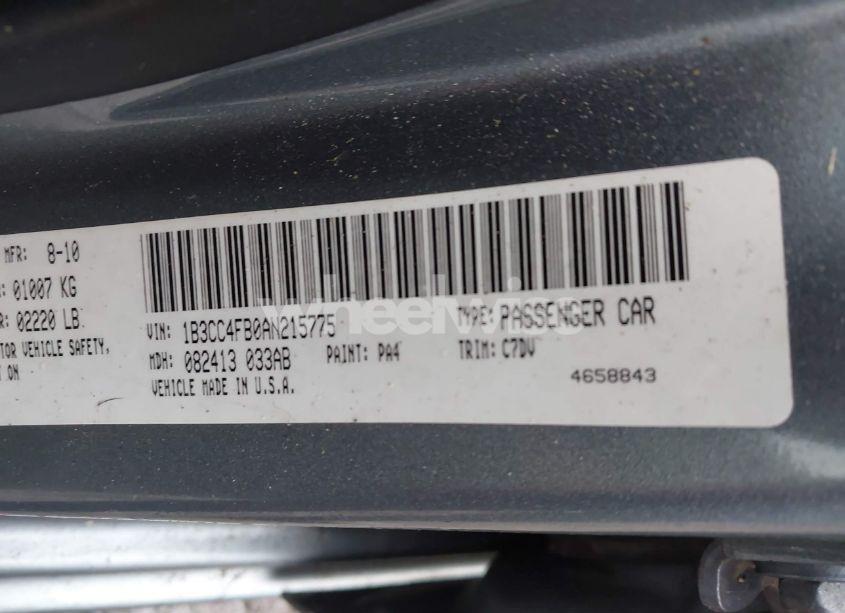 MFR: 8-10
: 01007 KG
R: 02220 LB
TOR VEHICLE SAFETY,
T ON
VIN: 1B3CC4FB0AN215775
TYPE: PASSENGER CAR
MDH: 082413 033AB
PAINT: PA4
TRIM: C7DV
VEHICLE MADE IN U.S.A.
4658843
wheelwis